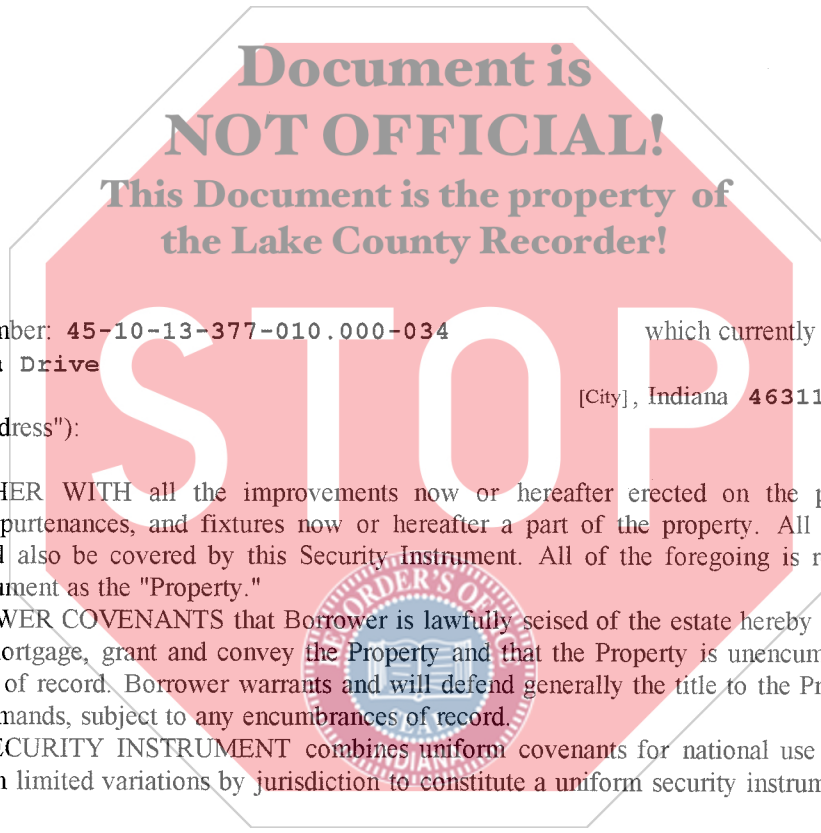 Document is
NOT OFFICIAL!
This Document is the property of
the Lake County Recorder!
STOP
mber: 45-10-13-377-010.000-034 which currently
Drive
[City], Indiana 46311
dress"):
HER WITH all the improvements now or hereafter erected on the p
purtenances, and fixtures now or hereafter a part of the property. All
also be covered by this Security Instrument. All of the foregoing is r
ument as the "Property."
WER COVENANTS that Borrower is lawfully seised of the estate hereby
ortgage, grant and convey the Property and that the Property is unencum
of record. Borrower warrants and will defend generally the title to the Pr
mands, subject to any encumbrances of record.
ECURITY INSTRUMENT combines uniform covenants for national use
limited variations by jurisdiction to constitute a uniform security instrum
RECORDER'S OFFICE
INDIANA